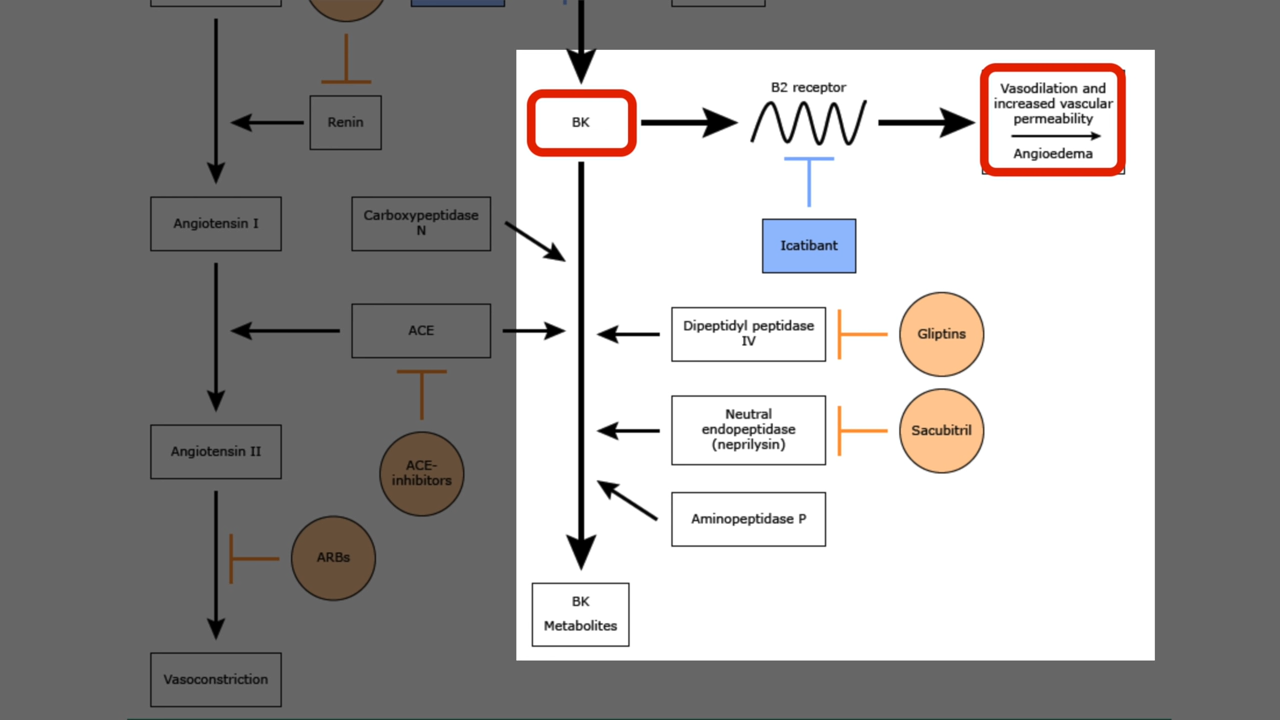 B2 receptor
Vasodilation and
increased vascular
permeability
Angioedema
BK
Renin
Angiotensin I
Carboxypeptidase
N
Icatibant
ACE
Dipeptidyl peptidase
IV
Gliptins
Neutral
endopeptidase
(neprilysin)
Sacubitril
Angiotensin II
ACE-
inhibitors
Aminopeptidase P
ARBs
BK
Metabolites
Vasoconstriction